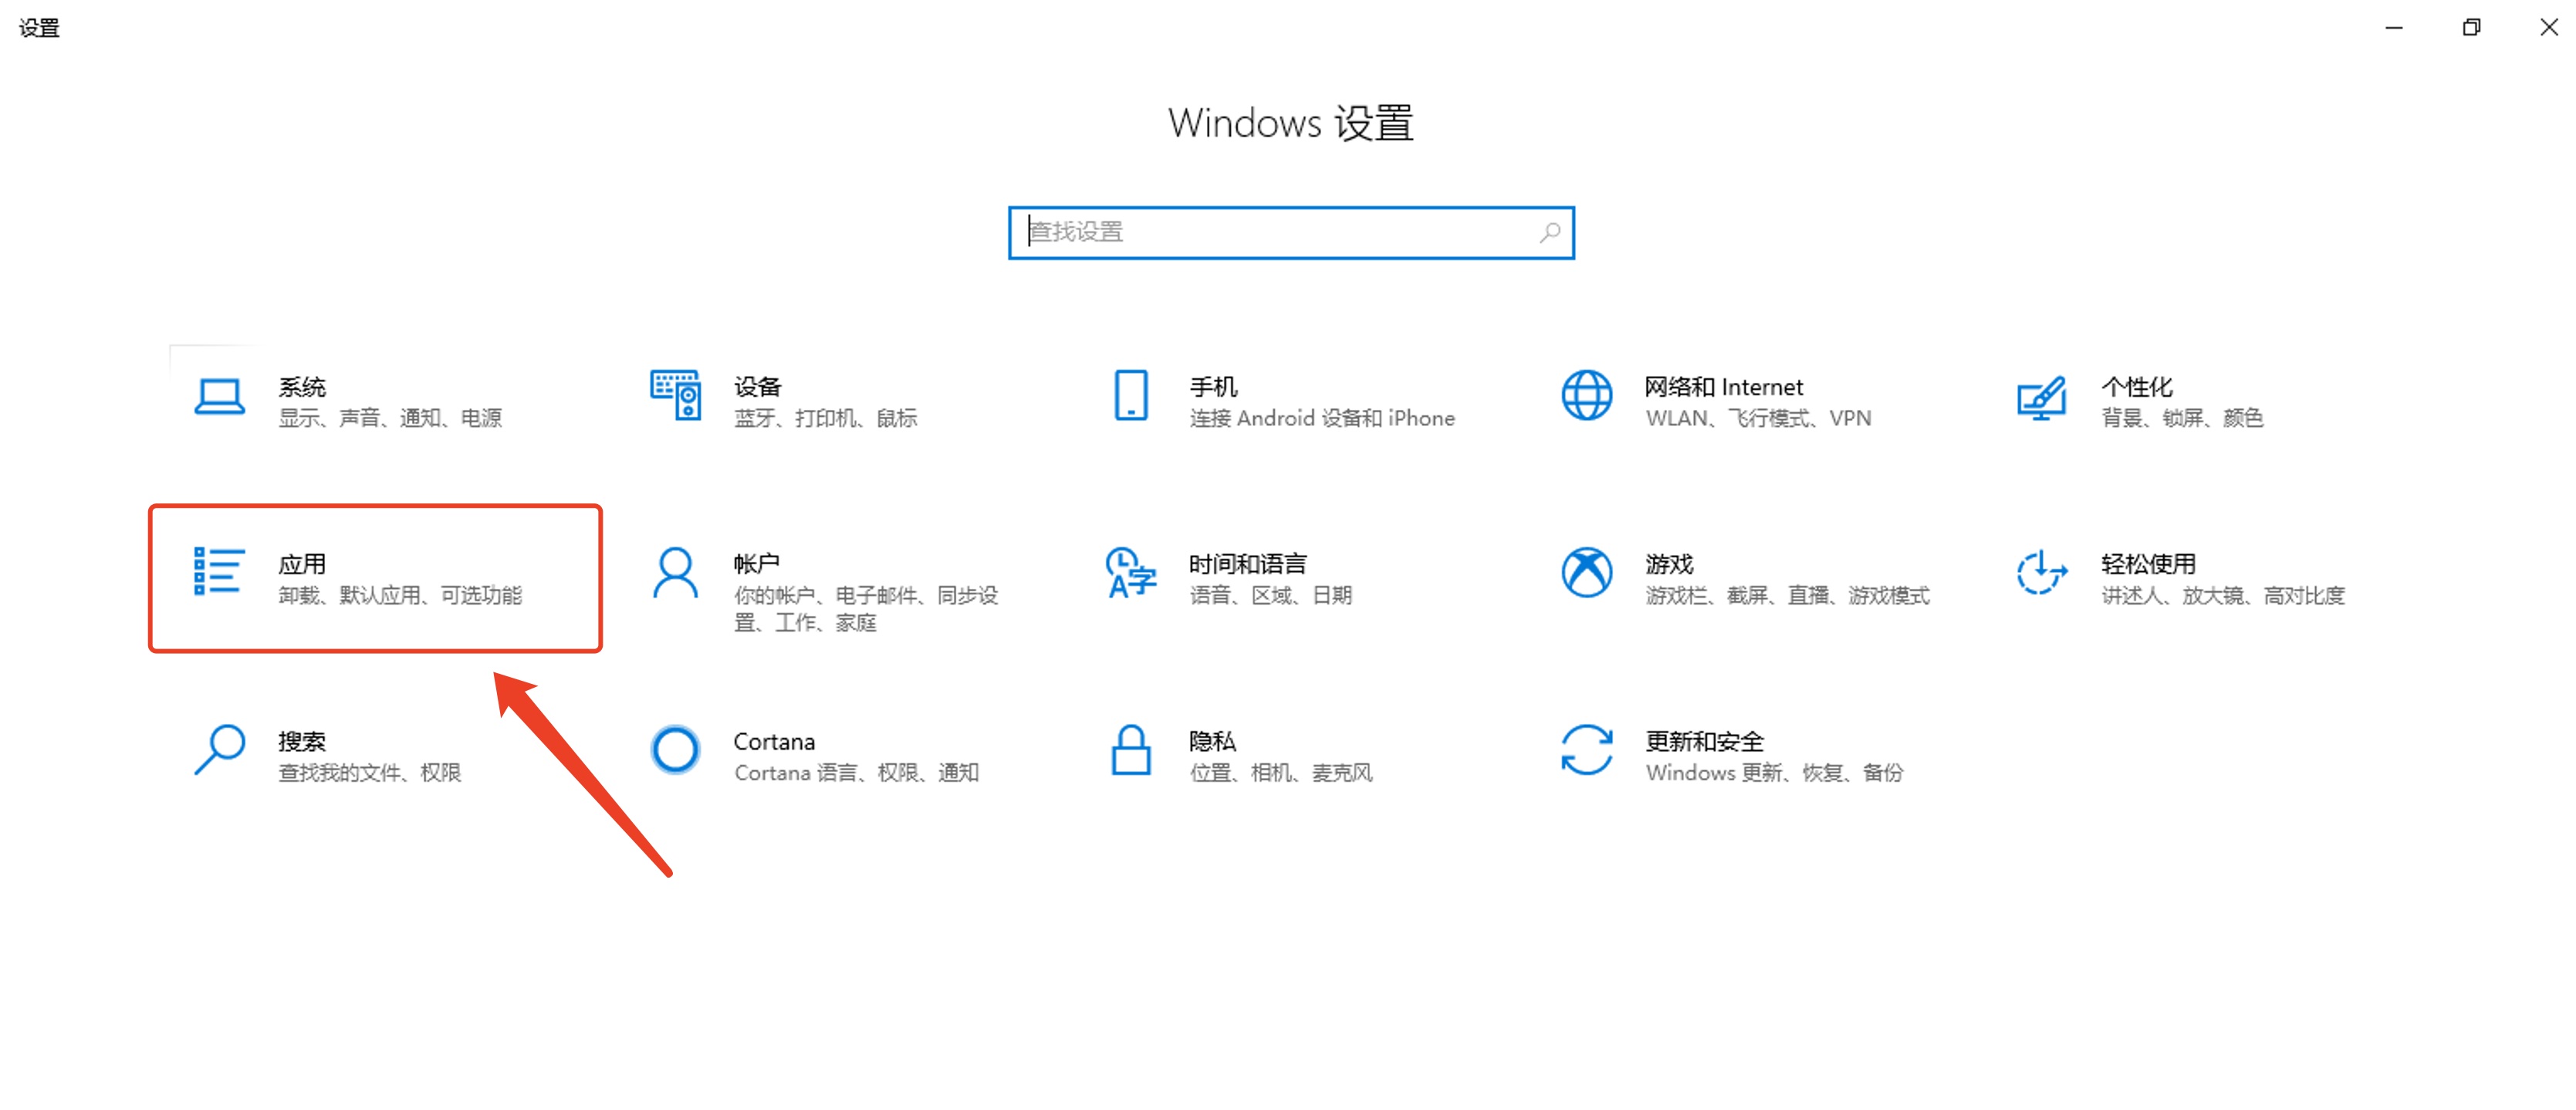 设置
Windows 设置
查找设置
系统
显示、声音、通知、电源
设备
蓝牙、打印机、鼠标
手机
连接 Android 设备和 iPhone
网络和 Internet
WLAN、飞行模式、VPN
个性化
背景、锁屏、颜色
应用
卸载、默认应用、可选功能
帐户
你的帐户、电子邮件、同步设
置、工作、家庭
时间和语言
语音、区域、日期
游戏
游戏栏、截屏、直播、游戏模式
轻松使用
讲述人、放大镜、高对比度
搜索
查找我的文件、权限
Cortana
Cortana 语言、权限、通知
隐私
位置、相机、麦克风
更新和安全
Windows 更新、恢复、备份